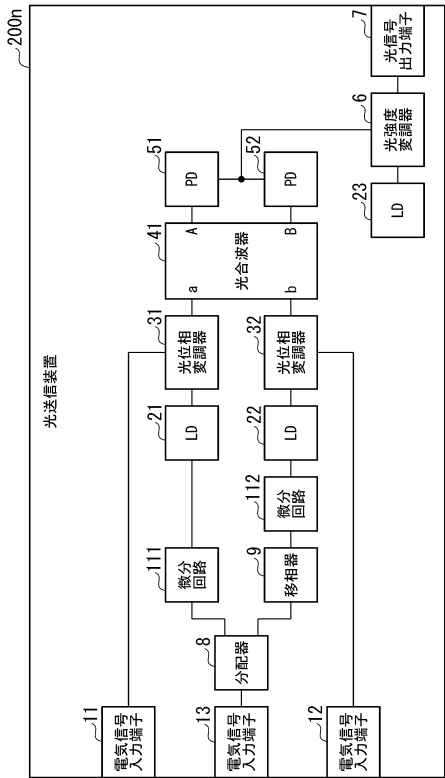 200n
光送信装置
11
電気信号
入力端子
13
電気信号
入力端子
12
電気信号
入力端子
8
分配器
111
微分
回路
9
移相器
112
微分
回路
21
LD
22
LD
31
光位相
変調器
32
光位相
変調器
41
光合波器
a
b
A
B
51
PD
52
PD
23
LD
6
光強度
変調器
7
光信号
出力端子